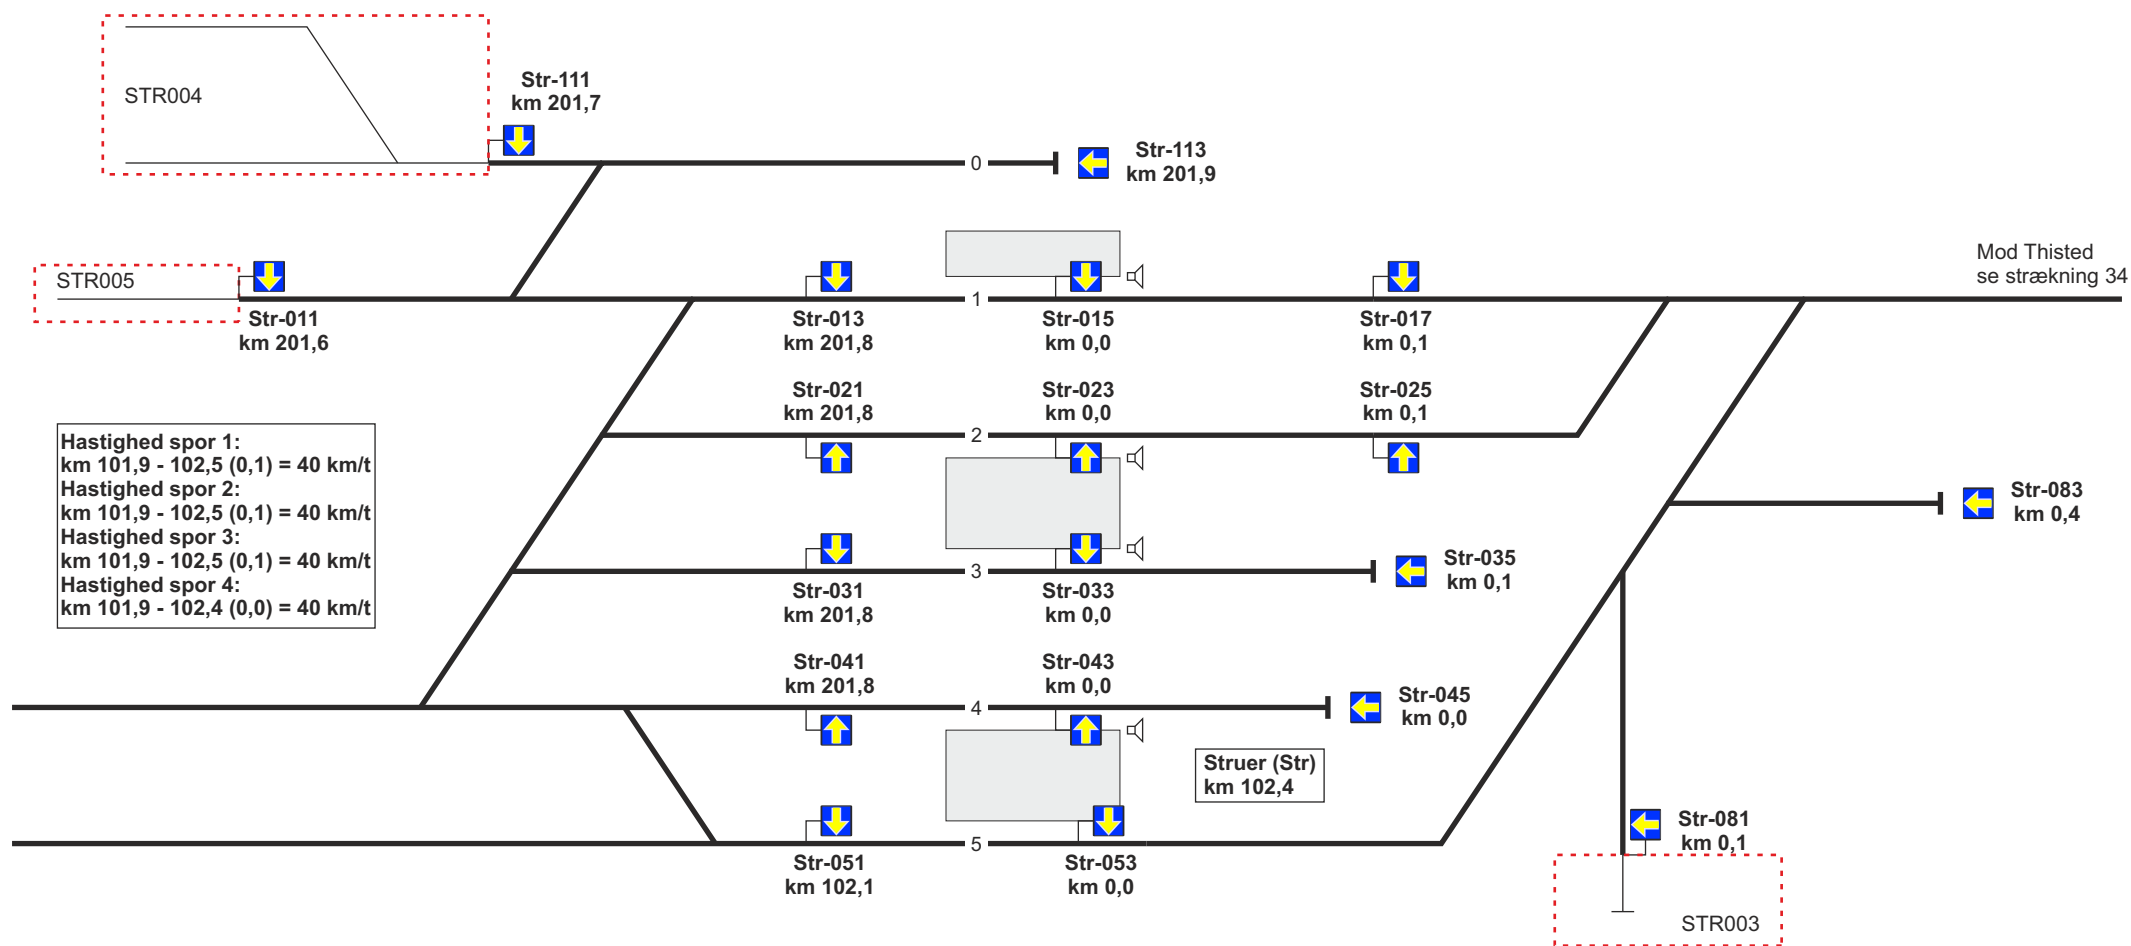 STR004
Str-111
km 201,7
0
Str-113
km 201,9
STR005
Str-011
km 201,6
Str-013
km 201,8
1
Str-015
km 0,0
Str-017
km 0,1
Mod Thisted
se strækning 34
Str-021
km 201,8
Str-023
km 0,0
Str-025
km 0,1
2
Hastighed spor 1:
km 101,9 - 102,5 (0,1) = 40 km/t
Hastighed spor 2:
km 101,9 - 102,5 (0,1) = 40 km/t
Hastighed spor 3:
km 101,9 - 102,5 (0,1) = 40 km/t
Hastighed spor 4:
km 101,9 - 102,4 (0,0) = 40 km/t
Str-083
km 0,4
3
Str-031
km 201,8
Str-033
km 0,0
Str-035
km 0,1
Str-041
km 201,8
Str-043
km 0,0
4
Str-045
km 0,0
Struer (Str)
km 102,4
5
Str-051
km 102,1
Str-053
km 0,0
Str-081
km 0,1
STR003